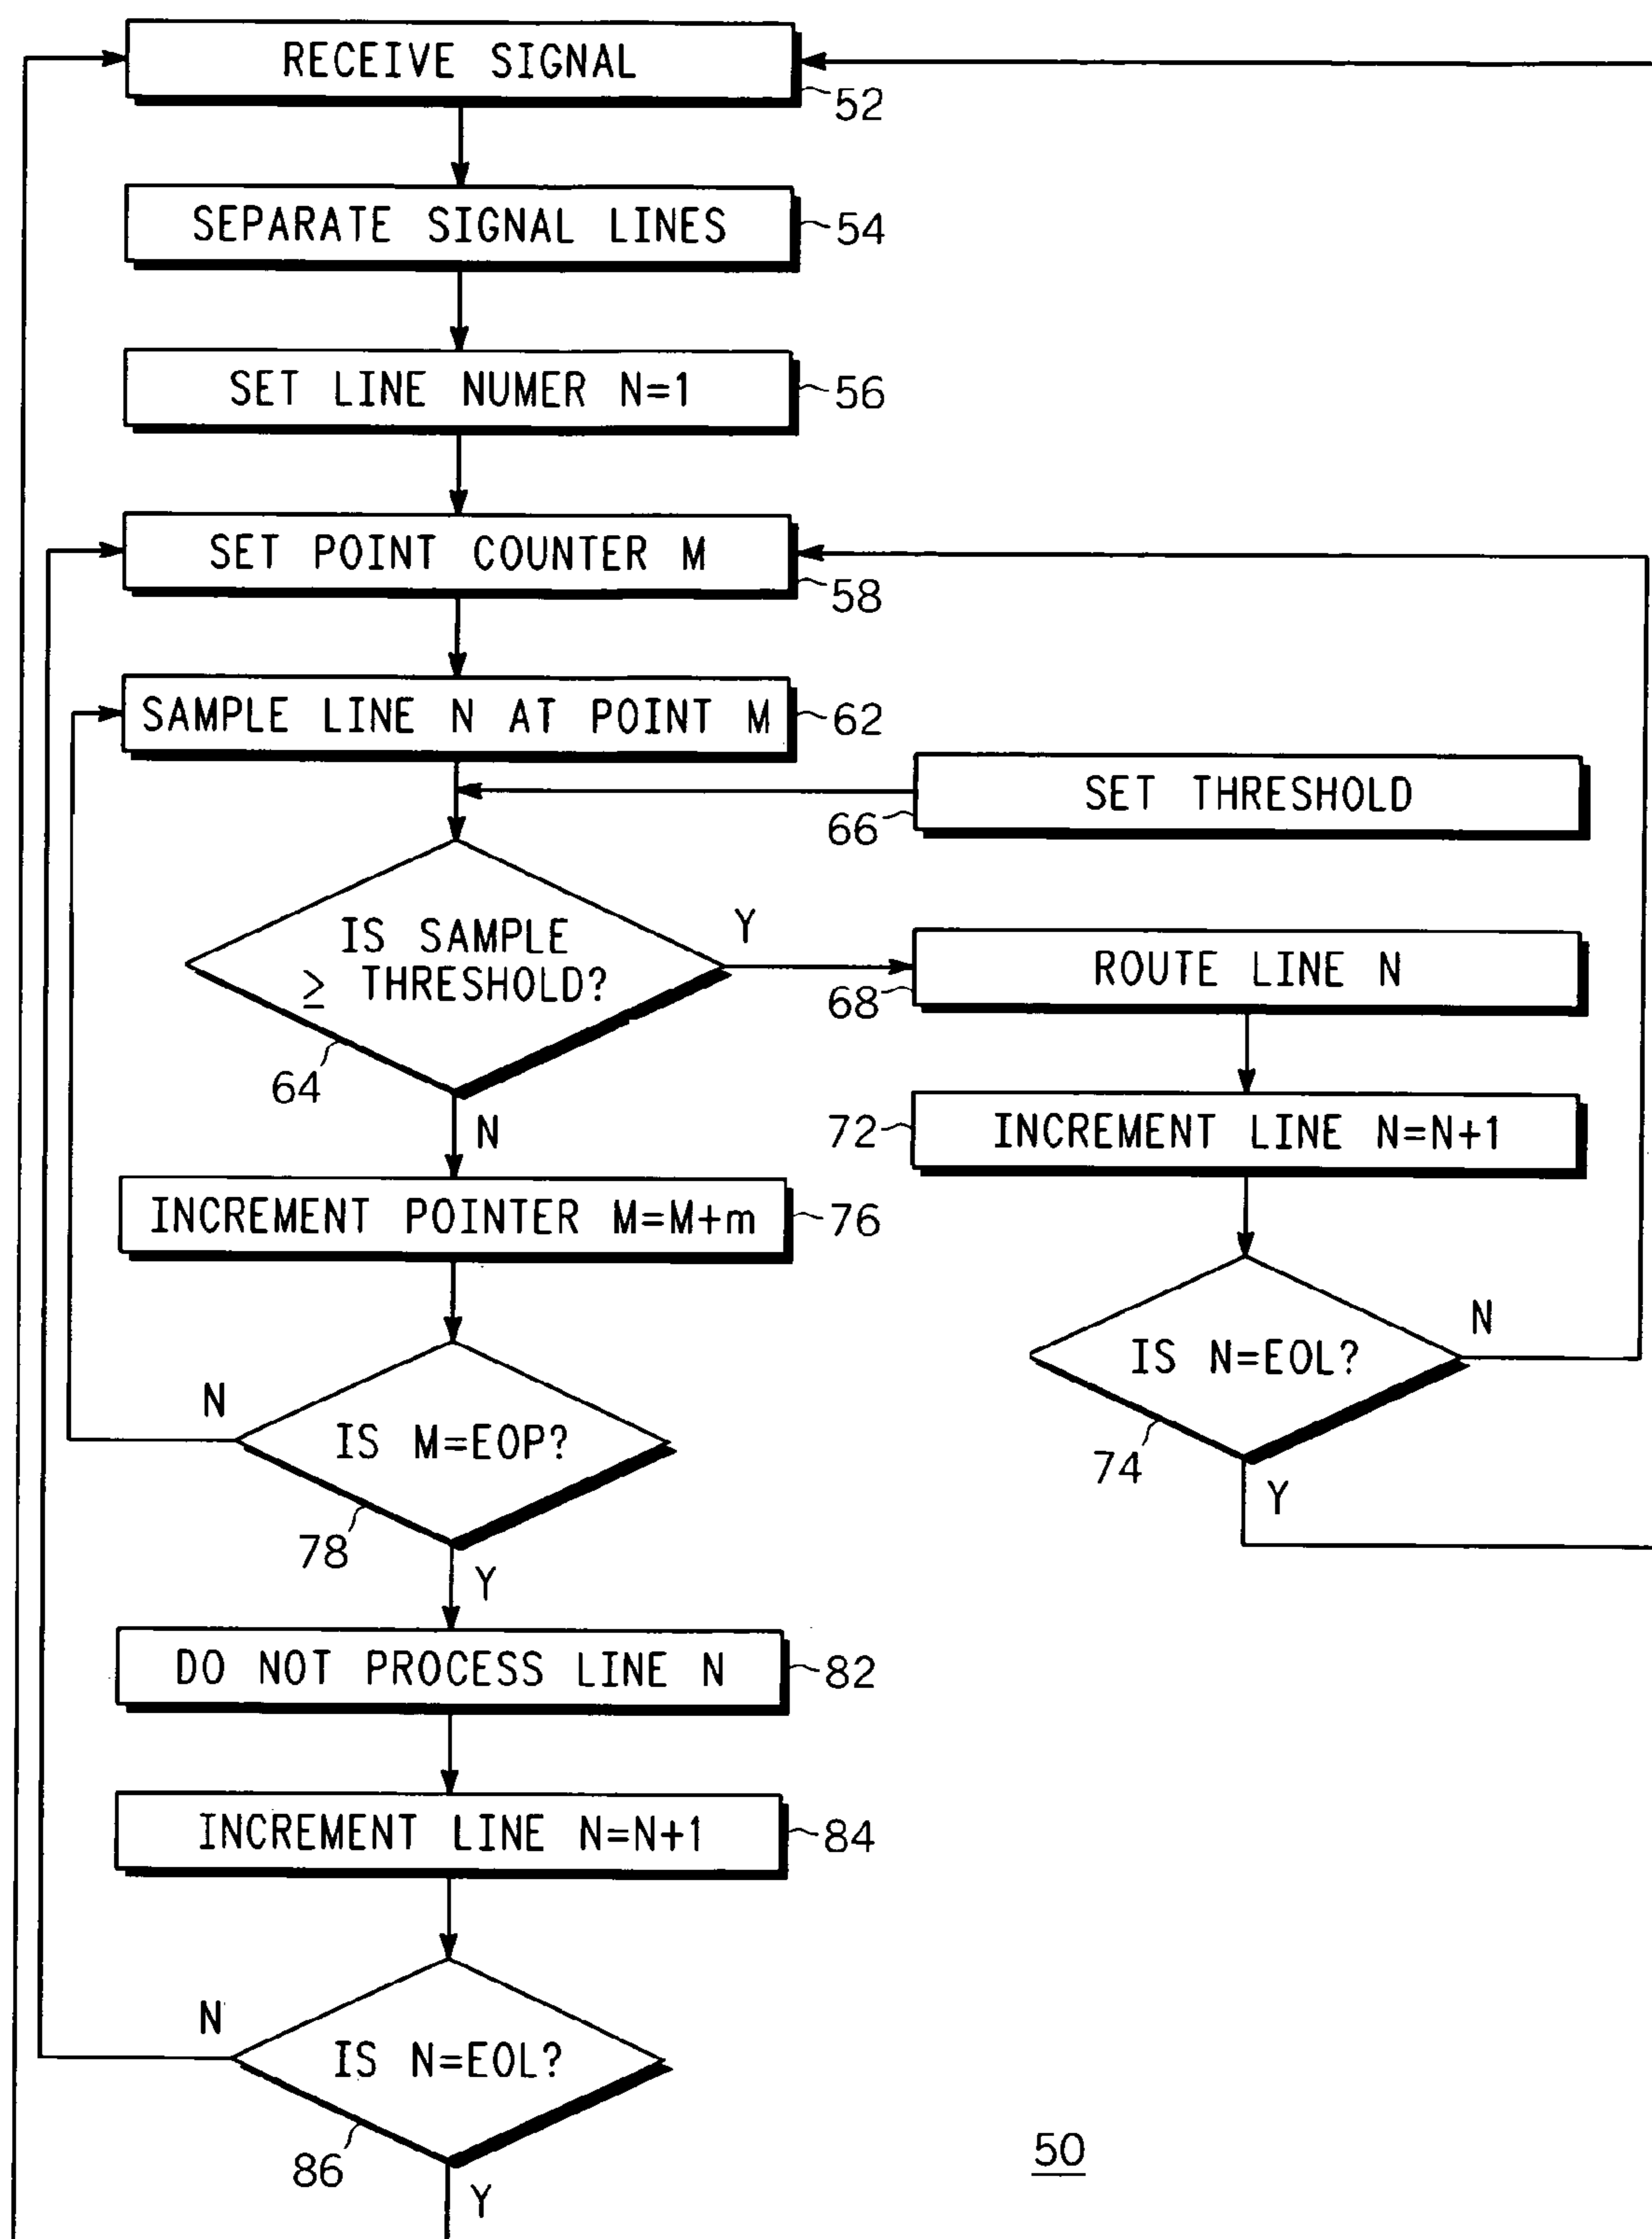 RECEIVE SIGNAL
52
SEPARATE SIGNAL LINES
54
SET LINE NUMER N=1
56
SET POINT COUNTER M
58
SAMPLE LINE N AT POINT M
62
SET THRESHOLD
66
IS SAMPLE
≥ THRESHOLD?
64
Y
N
ROUTE LINE N
68
INCREMENT LINE N=N+1
72
IS N=EOL?
74
N
Y
INCREMENT POINTER M=M+m
76
IS M=EOP?
78
N
Y
DO NOT PROCESS LINE N
82
INCREMENT LINE N=N+1
84
IS N=EOL?
86
N
Y
50